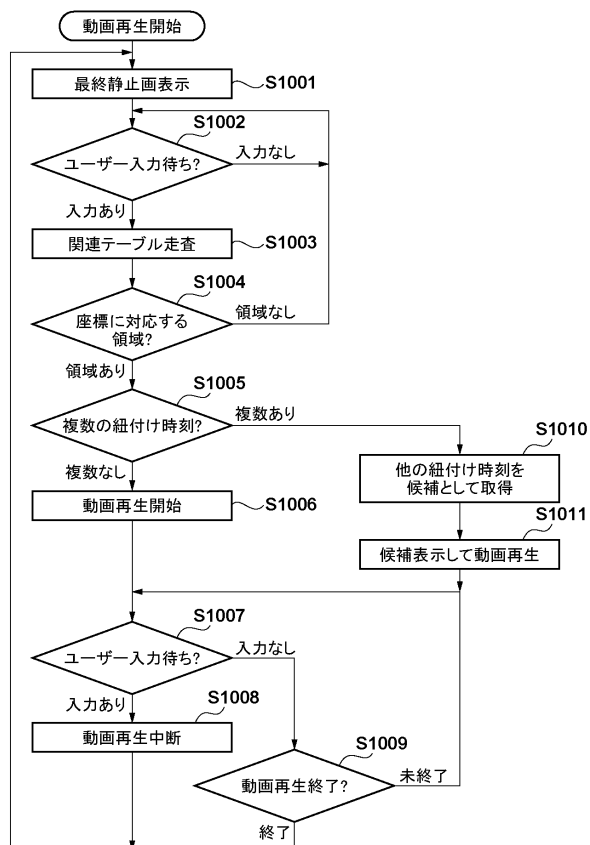 動画再生開始
最終静止画表示
S1001
S1002
ユーザー入力待ち?
入力なし
入力あり
関連テーブル走査
S1003
S1004
座標に対応する
領域?
領域なし
領域あり
S1005
複数の紐付け時刻?
複数あり
複数なし
S1010
他の紐付け時刻を
候補として取得
動画再生開始
S1006
S1011
候補表示して動画再生
S1007
ユーザー入力待ち?
入力なし
入力あり
S1008
動画再生中断
S1009
動画再生終了?
未終了
終了